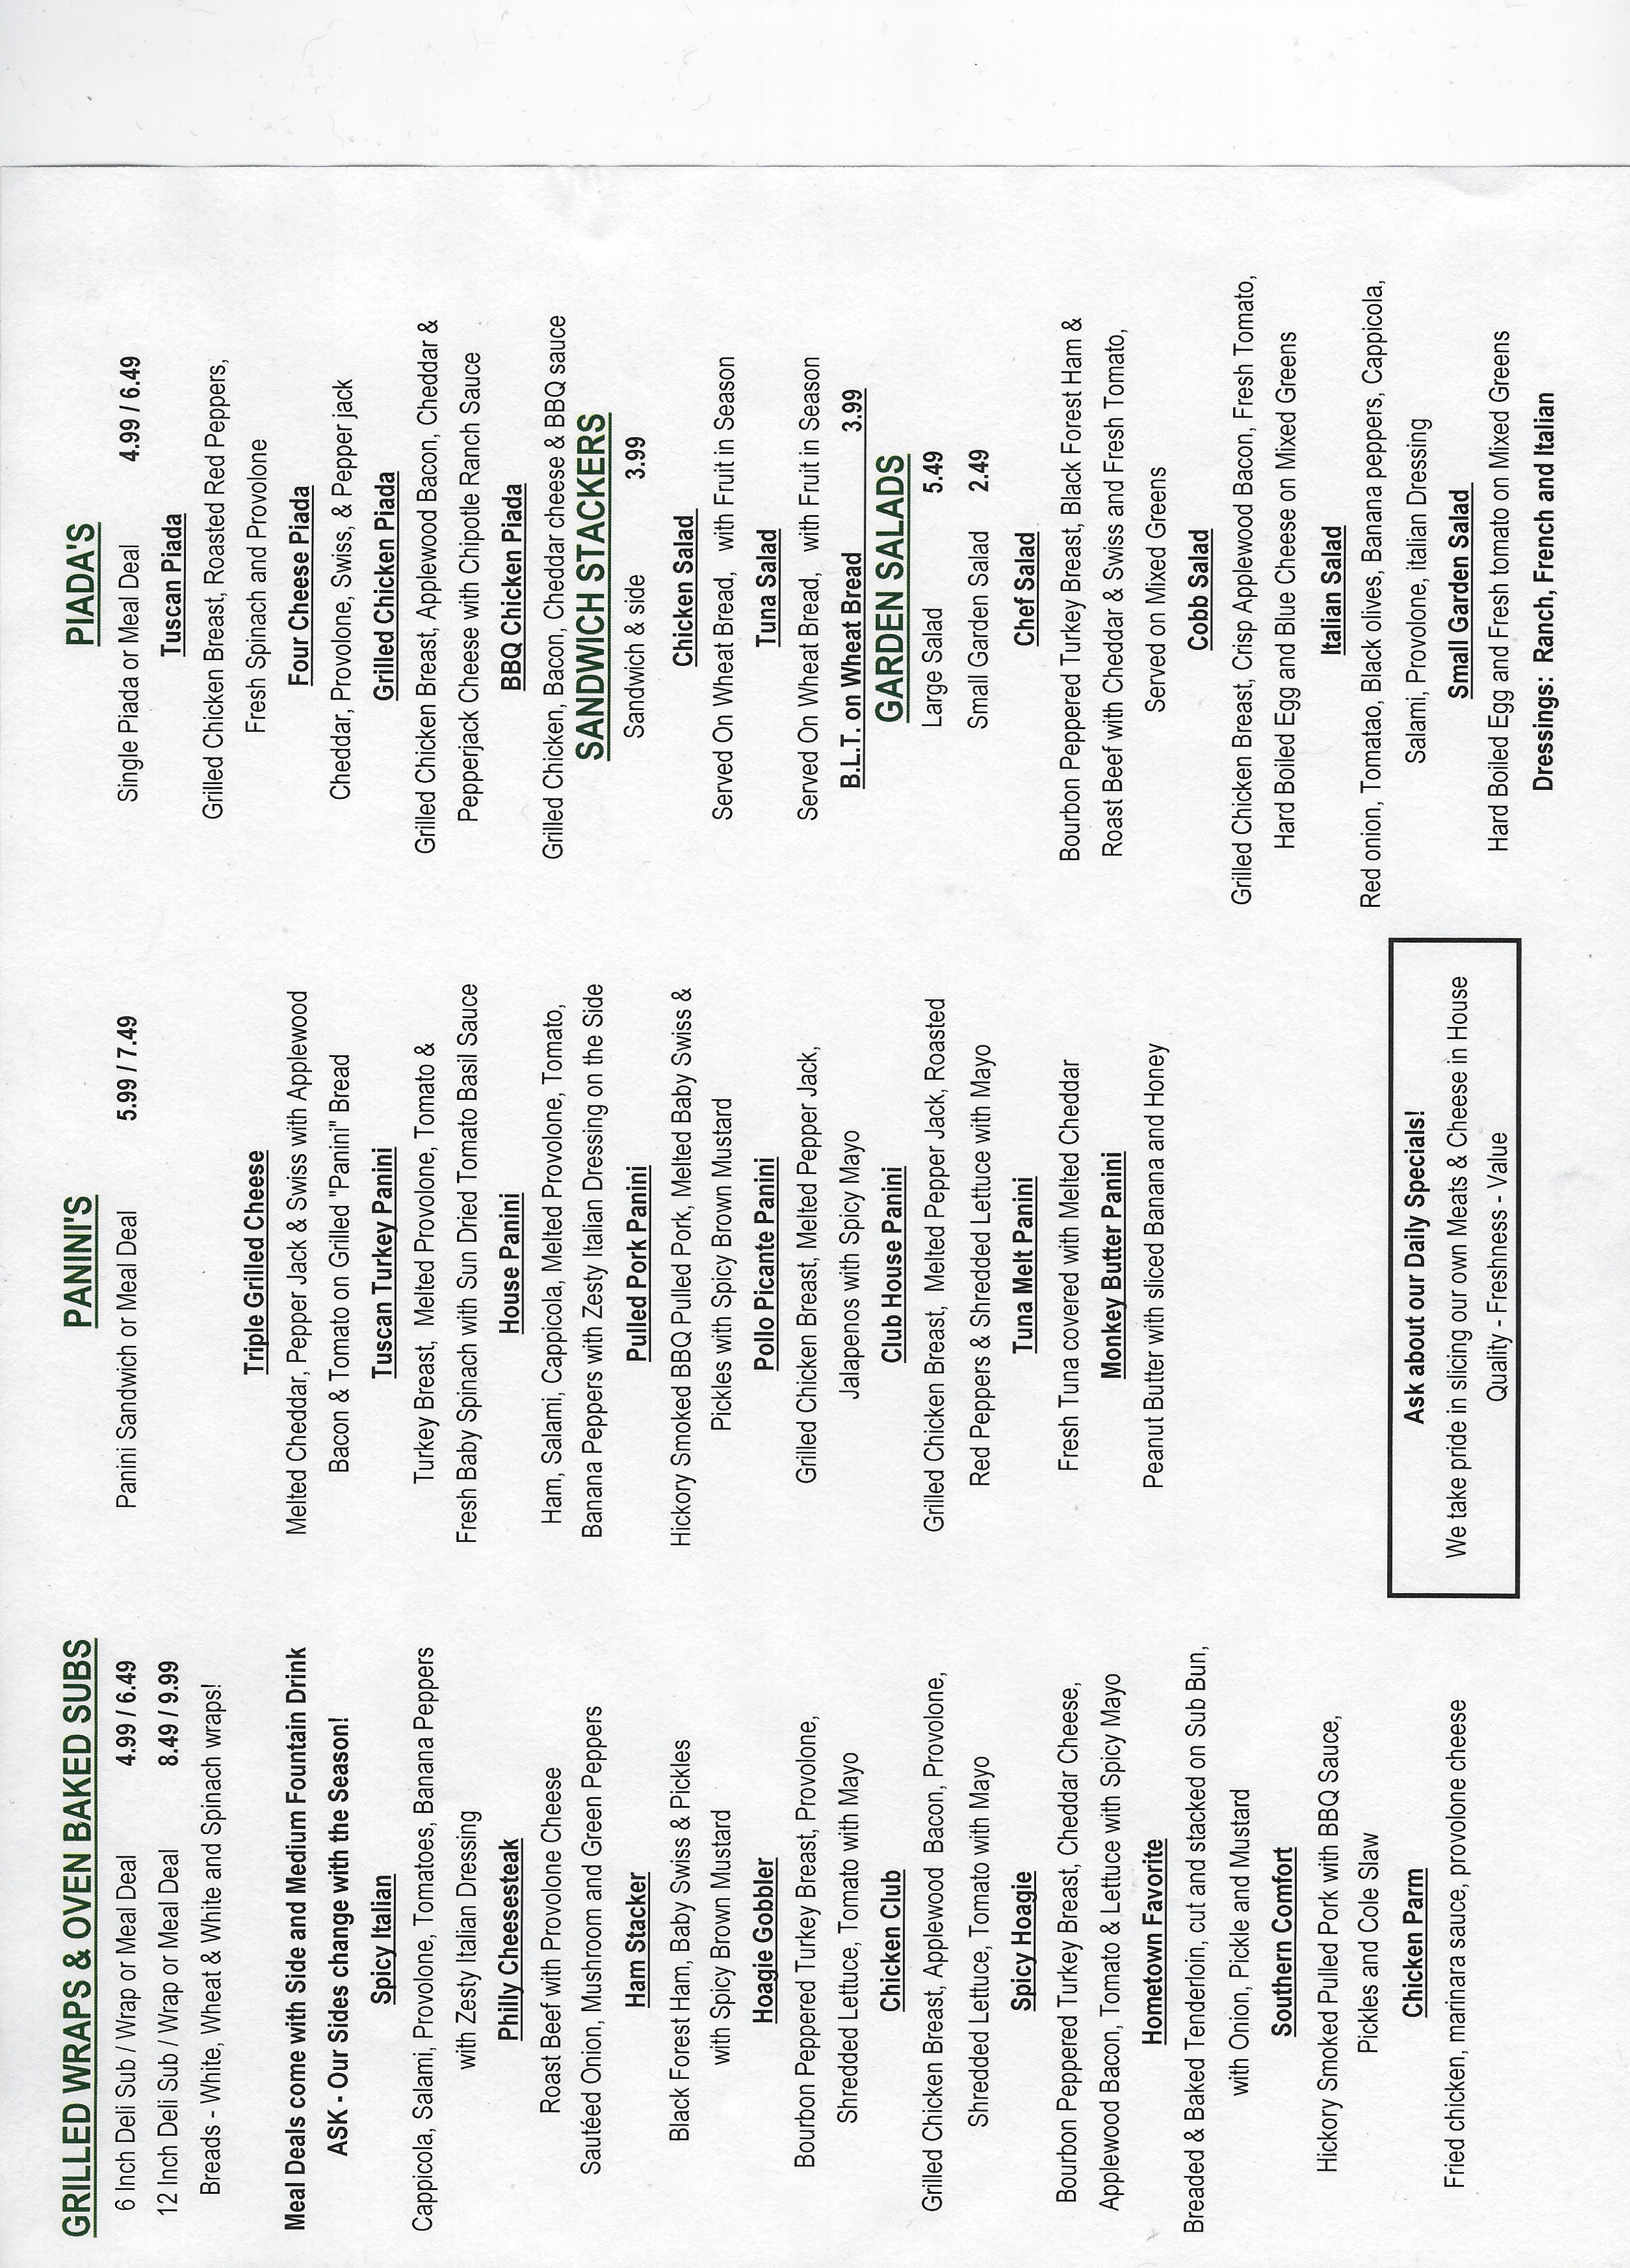 GRILLED WRAPS & OVEN BAKED SUBS
6 Inch Deli Sub / Wrap or Meal Deal 4.99 / 6.49
12 Inch Deli Sub / Wrap or Meal Deal 8.49 / 9.99
Breads - White, Wheat & White and Spinach wraps!
Meal Deals come with Side and Medium Fountain Drink
ASK - Our Sides change with the Season!
Spicy Italian
Cappicola, Salami, Provolone, Tomatoes, Banana Peppers
with Zesty Italian Dressing
Philly Cheesesteak
Roast Beef with Provolone Cheese
Sautéed Onion, Mushroom and Green Peppers
Ham Stacker
Black Forest Ham, Baby Swiss & Pickles
with Spicy Brown Mustard
Hoagie Gobbler
Bourbon Peppered Turkey Breast, Provolone,
Shredded Lettuce, Tomato with Mayo
Chicken Club
Grilled Chicken Breast, Applewood Bacon, Provolone,
Shredded Lettuce, Tomato with Mayo
Spicy Hoagie
Bourbon Peppered Turkey Breast, Cheddar Cheese,
Applewood Bacon, Tomato & Lettuce with Spicy Mayo
Hometown Favorite
Breaded & Baked Tenderloin, cut and stacked on Sub Bun,
with Onion, Pickle and Mustard
Southern Comfort
Hickory Smoked Pulled Pork with BBQ Sauce,
Pickles and Cole Slaw
Chicken Parm
Fried chicken, marinara sauce, provolone cheese
PANINI'S
Panini Sandwich or Meal Deal 5.99 / 7.49
Triple Grilled Cheese
Melted Cheddar, Pepper Jack & Swiss with Applewood
Bacon & Tomato on Grilled "Panini" Bread
Tuscan Turkey Panini
Turkey Breast, Melted Provolone, Tomato &
Fresh Baby Spinach with Sun Dried Tomato Basil Sauce
House Panini
Ham, Salami, Cappicola, Melted Provolone, Tomato,
Banana Peppers with Zesty Italian Dressing on the Side
Pulled Pork Panini
Hickory Smoked BBQ Pulled Pork, Melted Baby Swiss &
Pickles with Spicy Brown Mustard
Pollo Picante Panini
Grilled Chicken Breast, Melted Pepper Jack,
Jalapenos with Spicy Mayo
Club House Panini
Grilled Chicken Breast, Melted Pepper Jack, Roasted
Red Peppers & Shredded Lettuce with Mayo
Tuna Melt Panini
Fresh Tuna covered with Melted Cheddar
Monkey Butter Panini
Peanut Butter with sliced Banana and Honey
Ask about our Daily Specials!
We take pride in slicing our own Meats & Cheese in House
Quality - Freshness - Value
PIADA'S
Single Piada or Meal Deal 4.99 / 6.49
Tuscan Piada
Grilled Chicken Breast, Roasted Red Peppers,
Fresh Spinach and Provolone
Four Cheese Piada
Cheddar, Provolone, Swiss, & Pepper jack
Grilled Chicken Piada
Grilled Chicken Breast, Applewood Bacon, Cheddar &
Pepperjack Cheese with Chipotle Ranch Sauce
BBQ Chicken Piada
Grilled Chicken, Bacon, Cheddar cheese & BBQ sauce
SANDWICH STACKERS
Sandwich & side 3.99
Chicken Salad
Served On Wheat Bread, with Fruit in Season
Tuna Salad
Served On Wheat Bread, with Fruit in Season
B.L.T. on Wheat Bread 3.99
GARDEN SALADS
Large Salad 5.49
Small Garden Salad 2.49
Chef Salad
Bourbon Peppered Turkey Breast, Black Forest Ham &
Roast Beef with Cheddar & Swiss and Fresh Tomato,
Served on Mixed Greens
Cobb Salad
Grilled Chicken Breast, Crisp Applewood Bacon, Fresh Tomato,
Hard Boiled Egg and Blue Cheese on Mixed Greens
Italian Salad
Red onion, Tomatao, Black olives, Banana peppers, Cappicola,
Salami, Provolone, italian Dressing
Small Garden Salad
Hard Boiled Egg and Fresh tomato on Mixed Greens
Dressings: Ranch, French and Italian